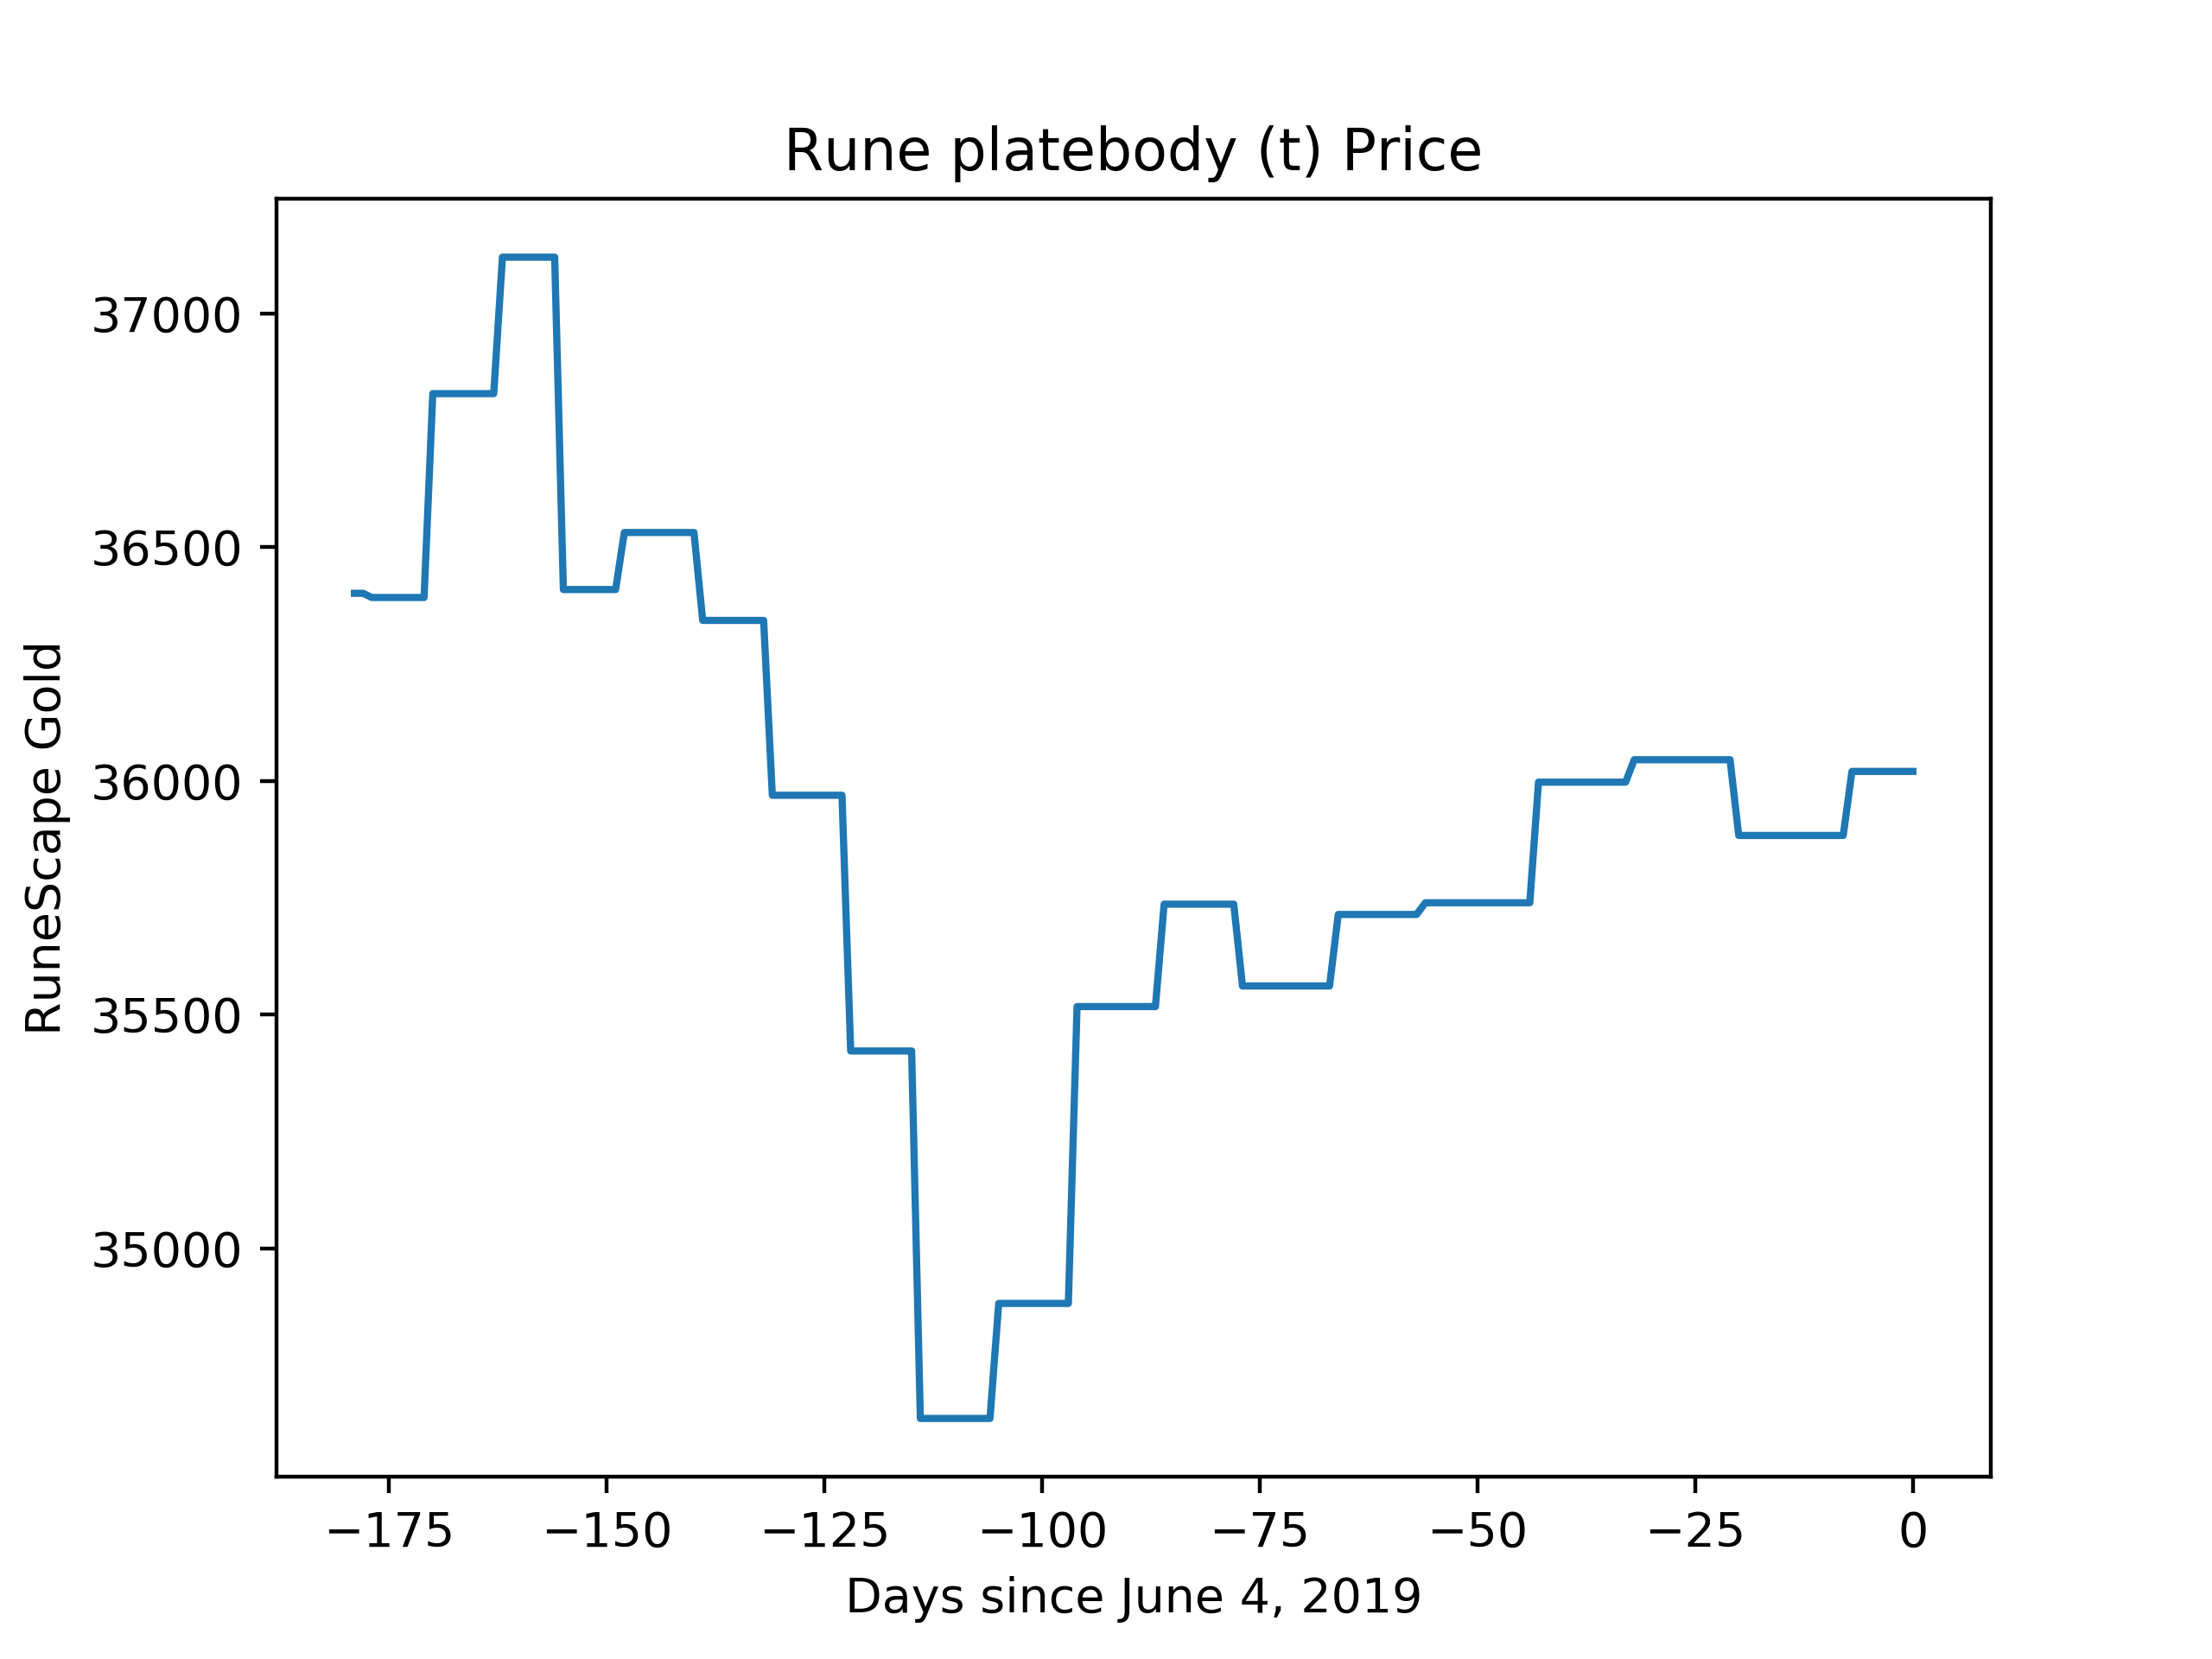 Rune platebody (t) Price
RuneScape Gold
37000
36500
36000
35500
35000
−175 −150 −125 −100 −75 −50 −25 0
Days since June 4, 2019